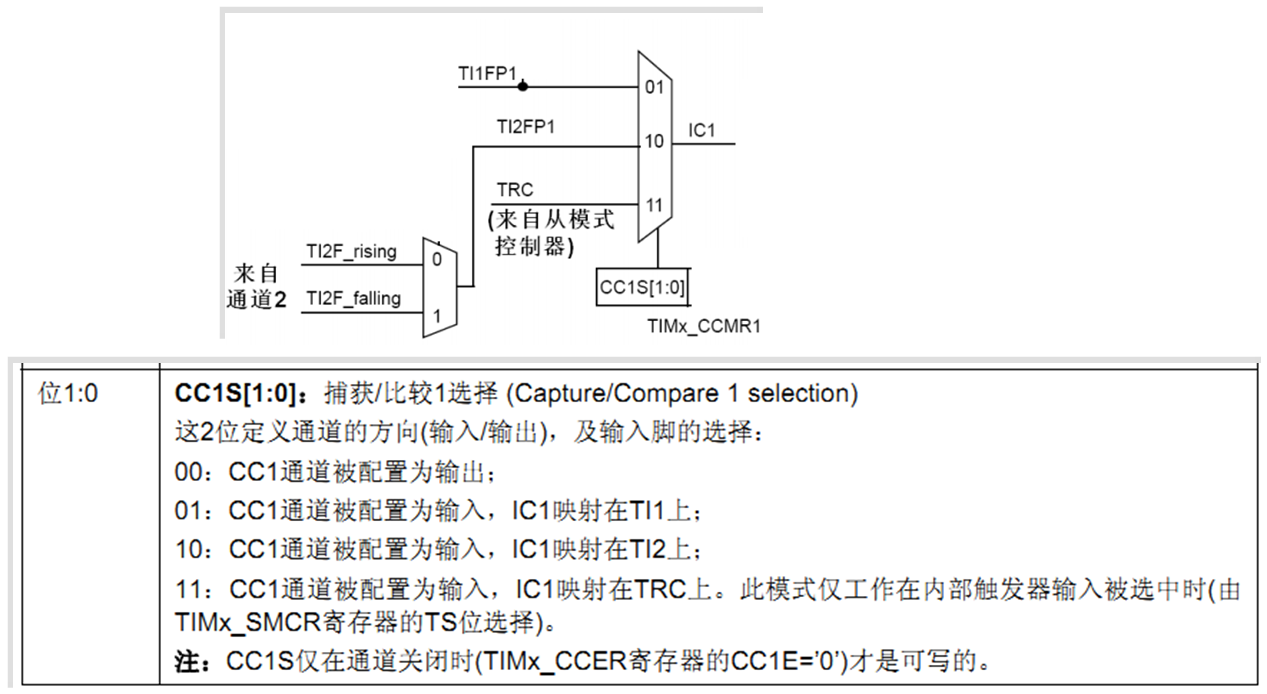 TI1FP1
01
TI2FP1
10
IC1
TRC
11
(来自从模式
控制器)
TI2F_rising
0
来自
通道2
TI2F_falling
1
CC1S[1:0]
TIMx_CCMR1
位1:0
CC1S[1:0]：捕获/比较1选择 (Capture/Compare 1 selection)
这2位定义通道的方向(输入/输出)，及输入脚的选择：
00：CC1通道被配置为输出；
01：CC1通道被配置为输入，IC1映射在TI1上；
10：CC1通道被配置为输入，IC1映射在TI2上；
11：CC1通道被配置为输入，IC1映射在TRC上。此模式仅工作在内部触发器输入被选中时(由
TIMx_SMCR寄存器的TS位选择)。
注：CC1S仅在通道关闭时(TIMx_CCER寄存器的CC1E=’0’)才是可写的。